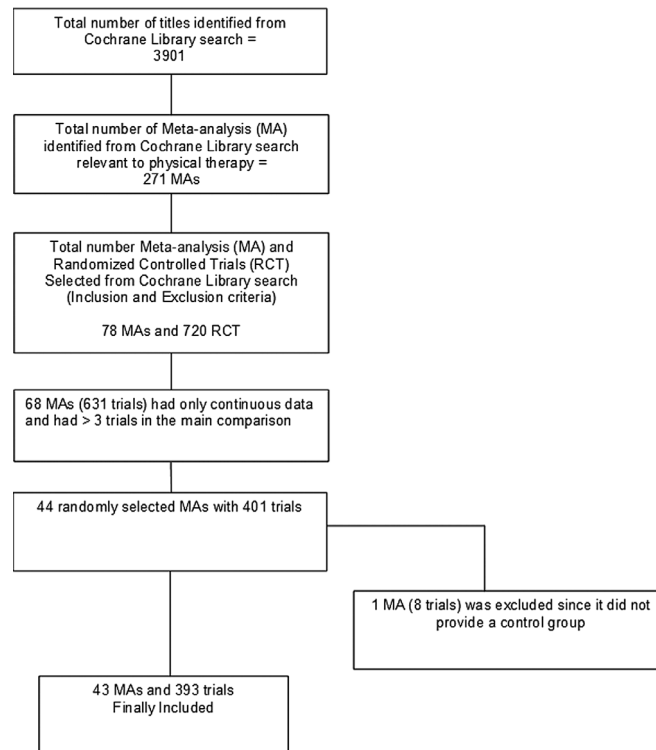 Total number of titles identified from
Cochrane Library search =
3901
Total number of Meta-analysis (MA)
identified from Cochrane Library search
relevant to physical therapy =
271 MAs
Total number Meta-analysis (MA) and
Randomized Controlled Trials (RCT)
Selected from Cochrane Library search
(Inclusion and Exclusion criteria)
78 MAs and 720 RCT
68 MAs (631 trials) had only continuous data
and had > 3 trials in the main comparison
44 randomly selected MAs with 401 trials
1 MA (8 trials) was excluded since it did not
provide a control group
43 MAs and 393 trials
Finally Included